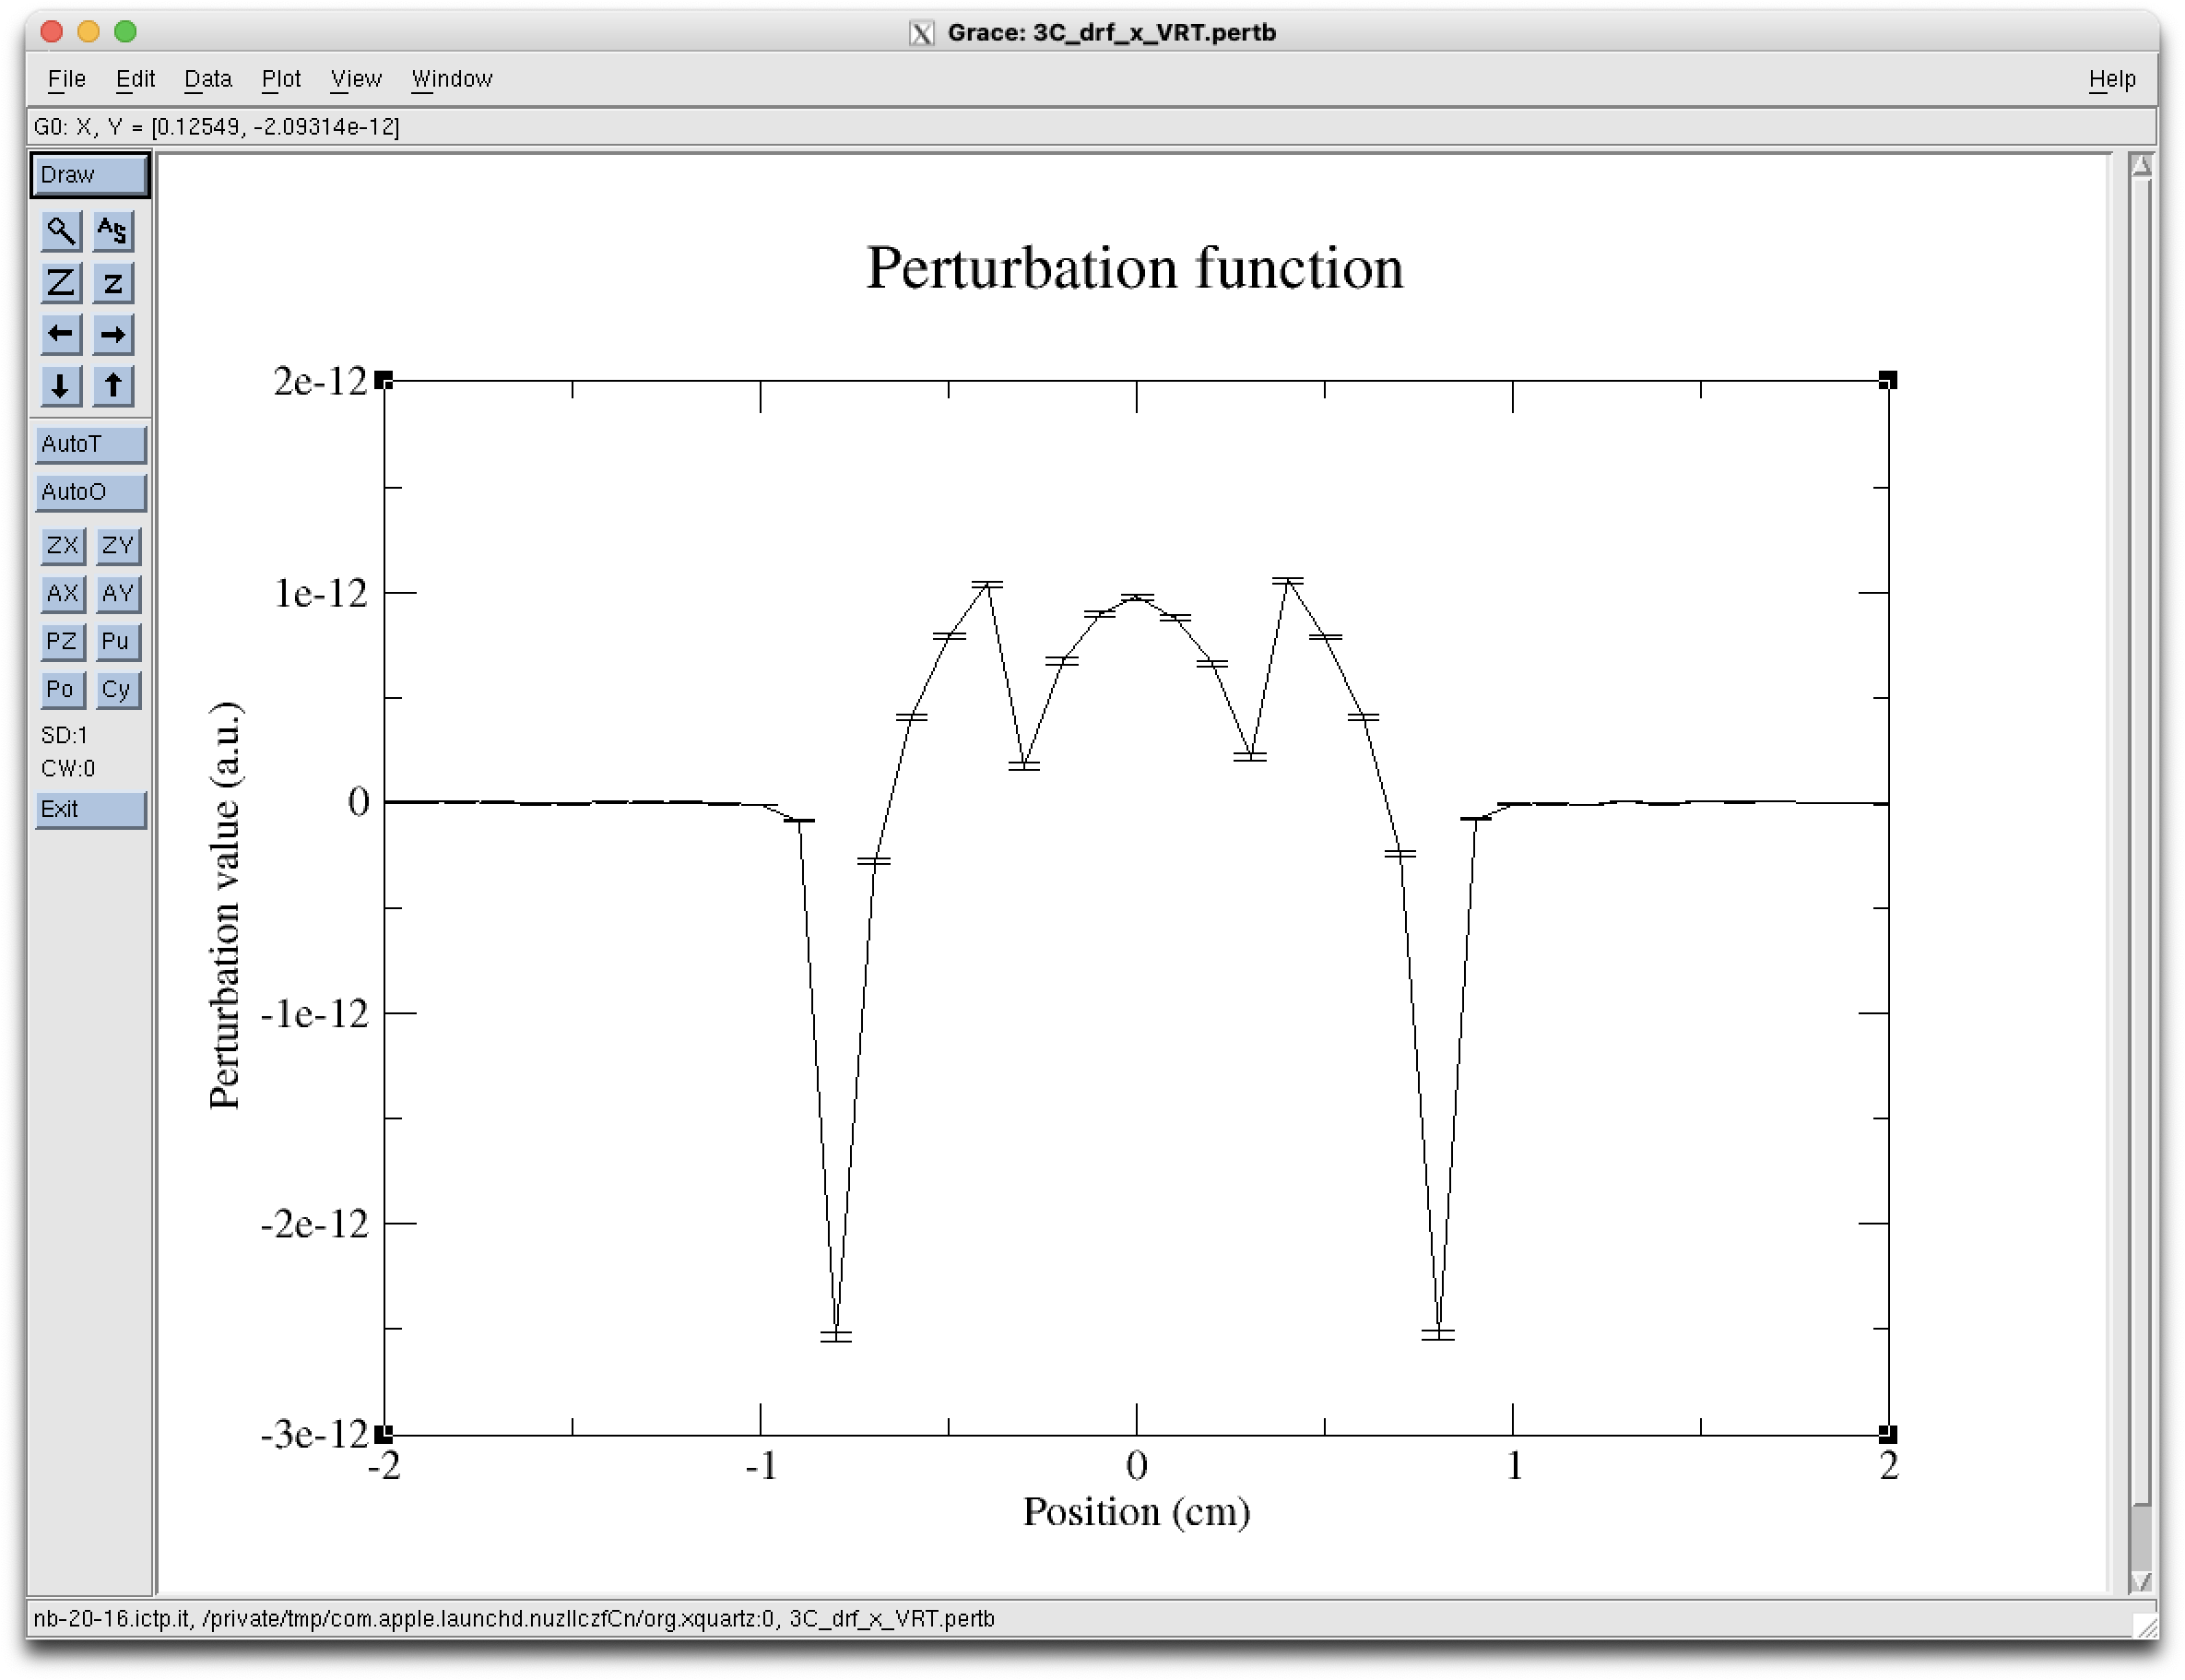 Grace: 3C_drf_x_VRT.pertb
File Edit Data Plot View Window Help
G0: X, Y = [0.12549, -2.09314e-12]
Draw
AS
Z z
AutoT
AutoO
ZX ZY
AX AY
PZ Pu
Po Cy
SD:1
CW:0
Exit
Perturbation function
2e-12
1e-12
0
-1e-12
-2e-12
-3e-12
Perturbation value (a.u.)
-2 -1 0 1 2
Position (cm)
nb-20-16.ictp.it, /private/tmp/com.apple.launchd.nuzllczfCn/org.xquartz:0, 3C_drf_x_VRT.pertb